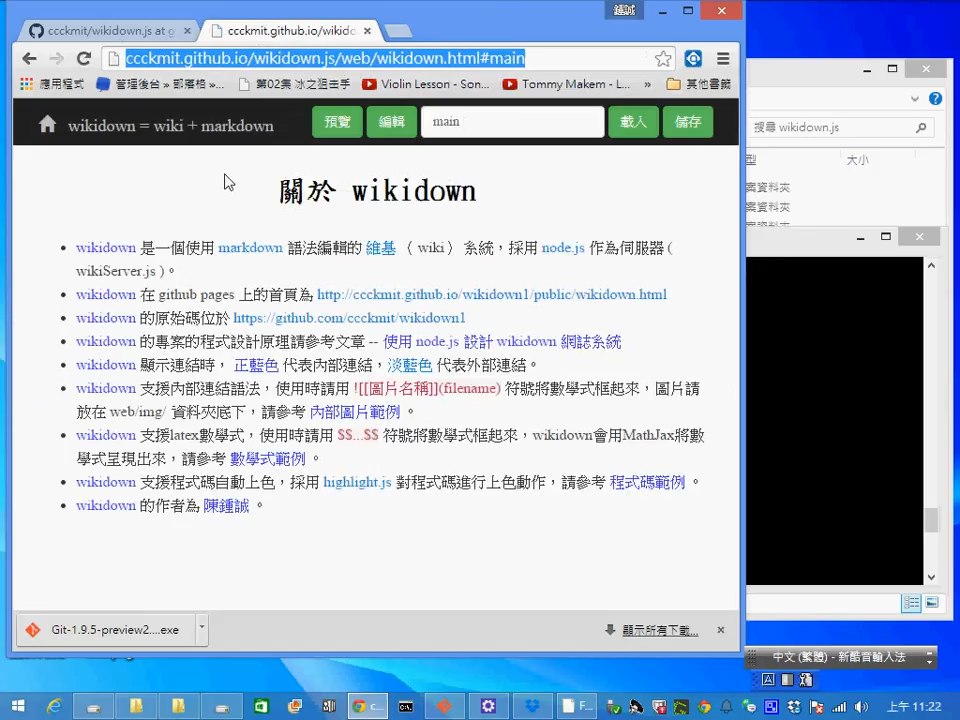 鍾誠
ccckmit/wikidown.js at g
ccckmit.github.io/wikido
ccckmit.github.io/wikidown.js/web/wikidown.html#main
應用程式
管理後台 » 部落格 »...
第02集 人渣之狙击手
Violin Lesson - Son...
Tommy Makem - L...
»
其他書籤
搜尋 wikidown.js
wikidown = wiki + markdown
預覽
編輯
main
載入
儲存
型
大小
案資料夾
案資料夾
關於 wikidown
• wikidown 是一個使用 markdown 語法編輯的 維基 （ wiki ） 系統，採用 node.js 作為伺服器 (
wikiServer.js )。
• wikidown 在 github pages 上的首頁為 http://ccckmit.github.io/wikidown1/public/wikidown.html
• wikidown 的原始碼位於 https://github.com/ccckmit/wikidown1
• wikidown 的專案的程式設計原理請參考文章 -- 使用 node.js 設計 wikidown 網誌系統
• wikidown 顯示連結時， 正藍色 代表內部連結，淡藍色 代表外部連結。
• wikidown 支援內部連結語法，使用時請用 ![[圖片名稱]](filename) 符號將數學式框起來，圖片請
放在 web/img/ 資料夾底下，請參考 內部圖片範例 。
• wikidown 支援latex數學式，使用時請用 $$...$$ 符號將數學式框起來，wikidown會用MathJax將數
學式呈現出來，請參考 數學式範例 。
• wikidown 支援程式碼自動上色，採用 highlight.js 對程式碼進行上色動作，請參考 程式碼範例 。
• wikidown 的作者為 陳鍾誠 。
Git-1.9.5-preview2....exe
顯示所有下載...
中文 (繁體) - 新酷音輸入法
c...
F...
上午 11:22